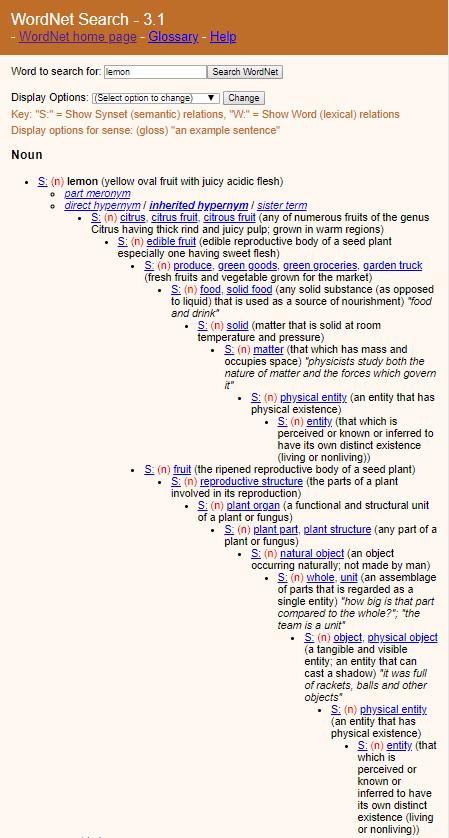 WordNet Search - 3.1
- WordNet home page - Glossary - Help
Word to search for: lemon Search WordNet
Display Options: (Select option to change) Change
Key: "S:" = Show Synset (semantic) relations, "W:" = Show Word (lexical) relations
Display options for sense: (gloss) "an example sentence"
Noun
S: (n) lemon (yellow oval fruit with juicy acidic flesh)
part meronym
direct hypernym / inherited hypernym / sister term
S: (n) citrus, citrus fruit, citrous fruit (any of numerous fruits of the genus
Citrus having thick rind and juicy pulp; grown in warm regions)
S: (n) edible fruit (edible reproductive body of a seed plant
especially one having sweet flesh)
S: (n) produce, green goods, green groceries, garden truck
(fresh fruits and vegetable grown for the market)
S: (n) food, solid food (any solid substance (as opposed
to liquid) that is used as a source of nourishment) "food
and drink"
S: (n) solid (matter that is solid at room
temperature and pressure)
S: (n) matter (that which has mass and
occupies space) "physicists study both the
nature of matter and the forces which govern
it"
S: (n) physical entity (an entity that has
physical existence)
S: (n) entity (that which is
perceived or known or inferred to
have its own distinct existence
(living or nonliving))
S: (n) fruit (the ripened reproductive body of a seed plant)
S: (n) reproductive structure (the parts of a plant
involved in its reproduction)
S: (n) plant organ (a functional and structural unit
of a plant or fungus)
S: (n) plant part, plant structure (any part of a
plant or fungus)
S: (n) natural object (an object
occurring naturally; not made by man)
S: (n) whole, unit (an assemblage
of parts that is regarded as a
single entity) "how big is that part
compared to the whole?"; "the
team is a unit"
S: (n) object, physical object
(a tangible and visible
entity; an entity that can
cast a shadow) "it was full
of rackets, balls and other
objects"
S: (n) physical entity
(an entity that has
physical existence)
S: (n) entity (that
which is
perceived or
known or
inferred to have
its own distinct
existence (living
or nonliving))